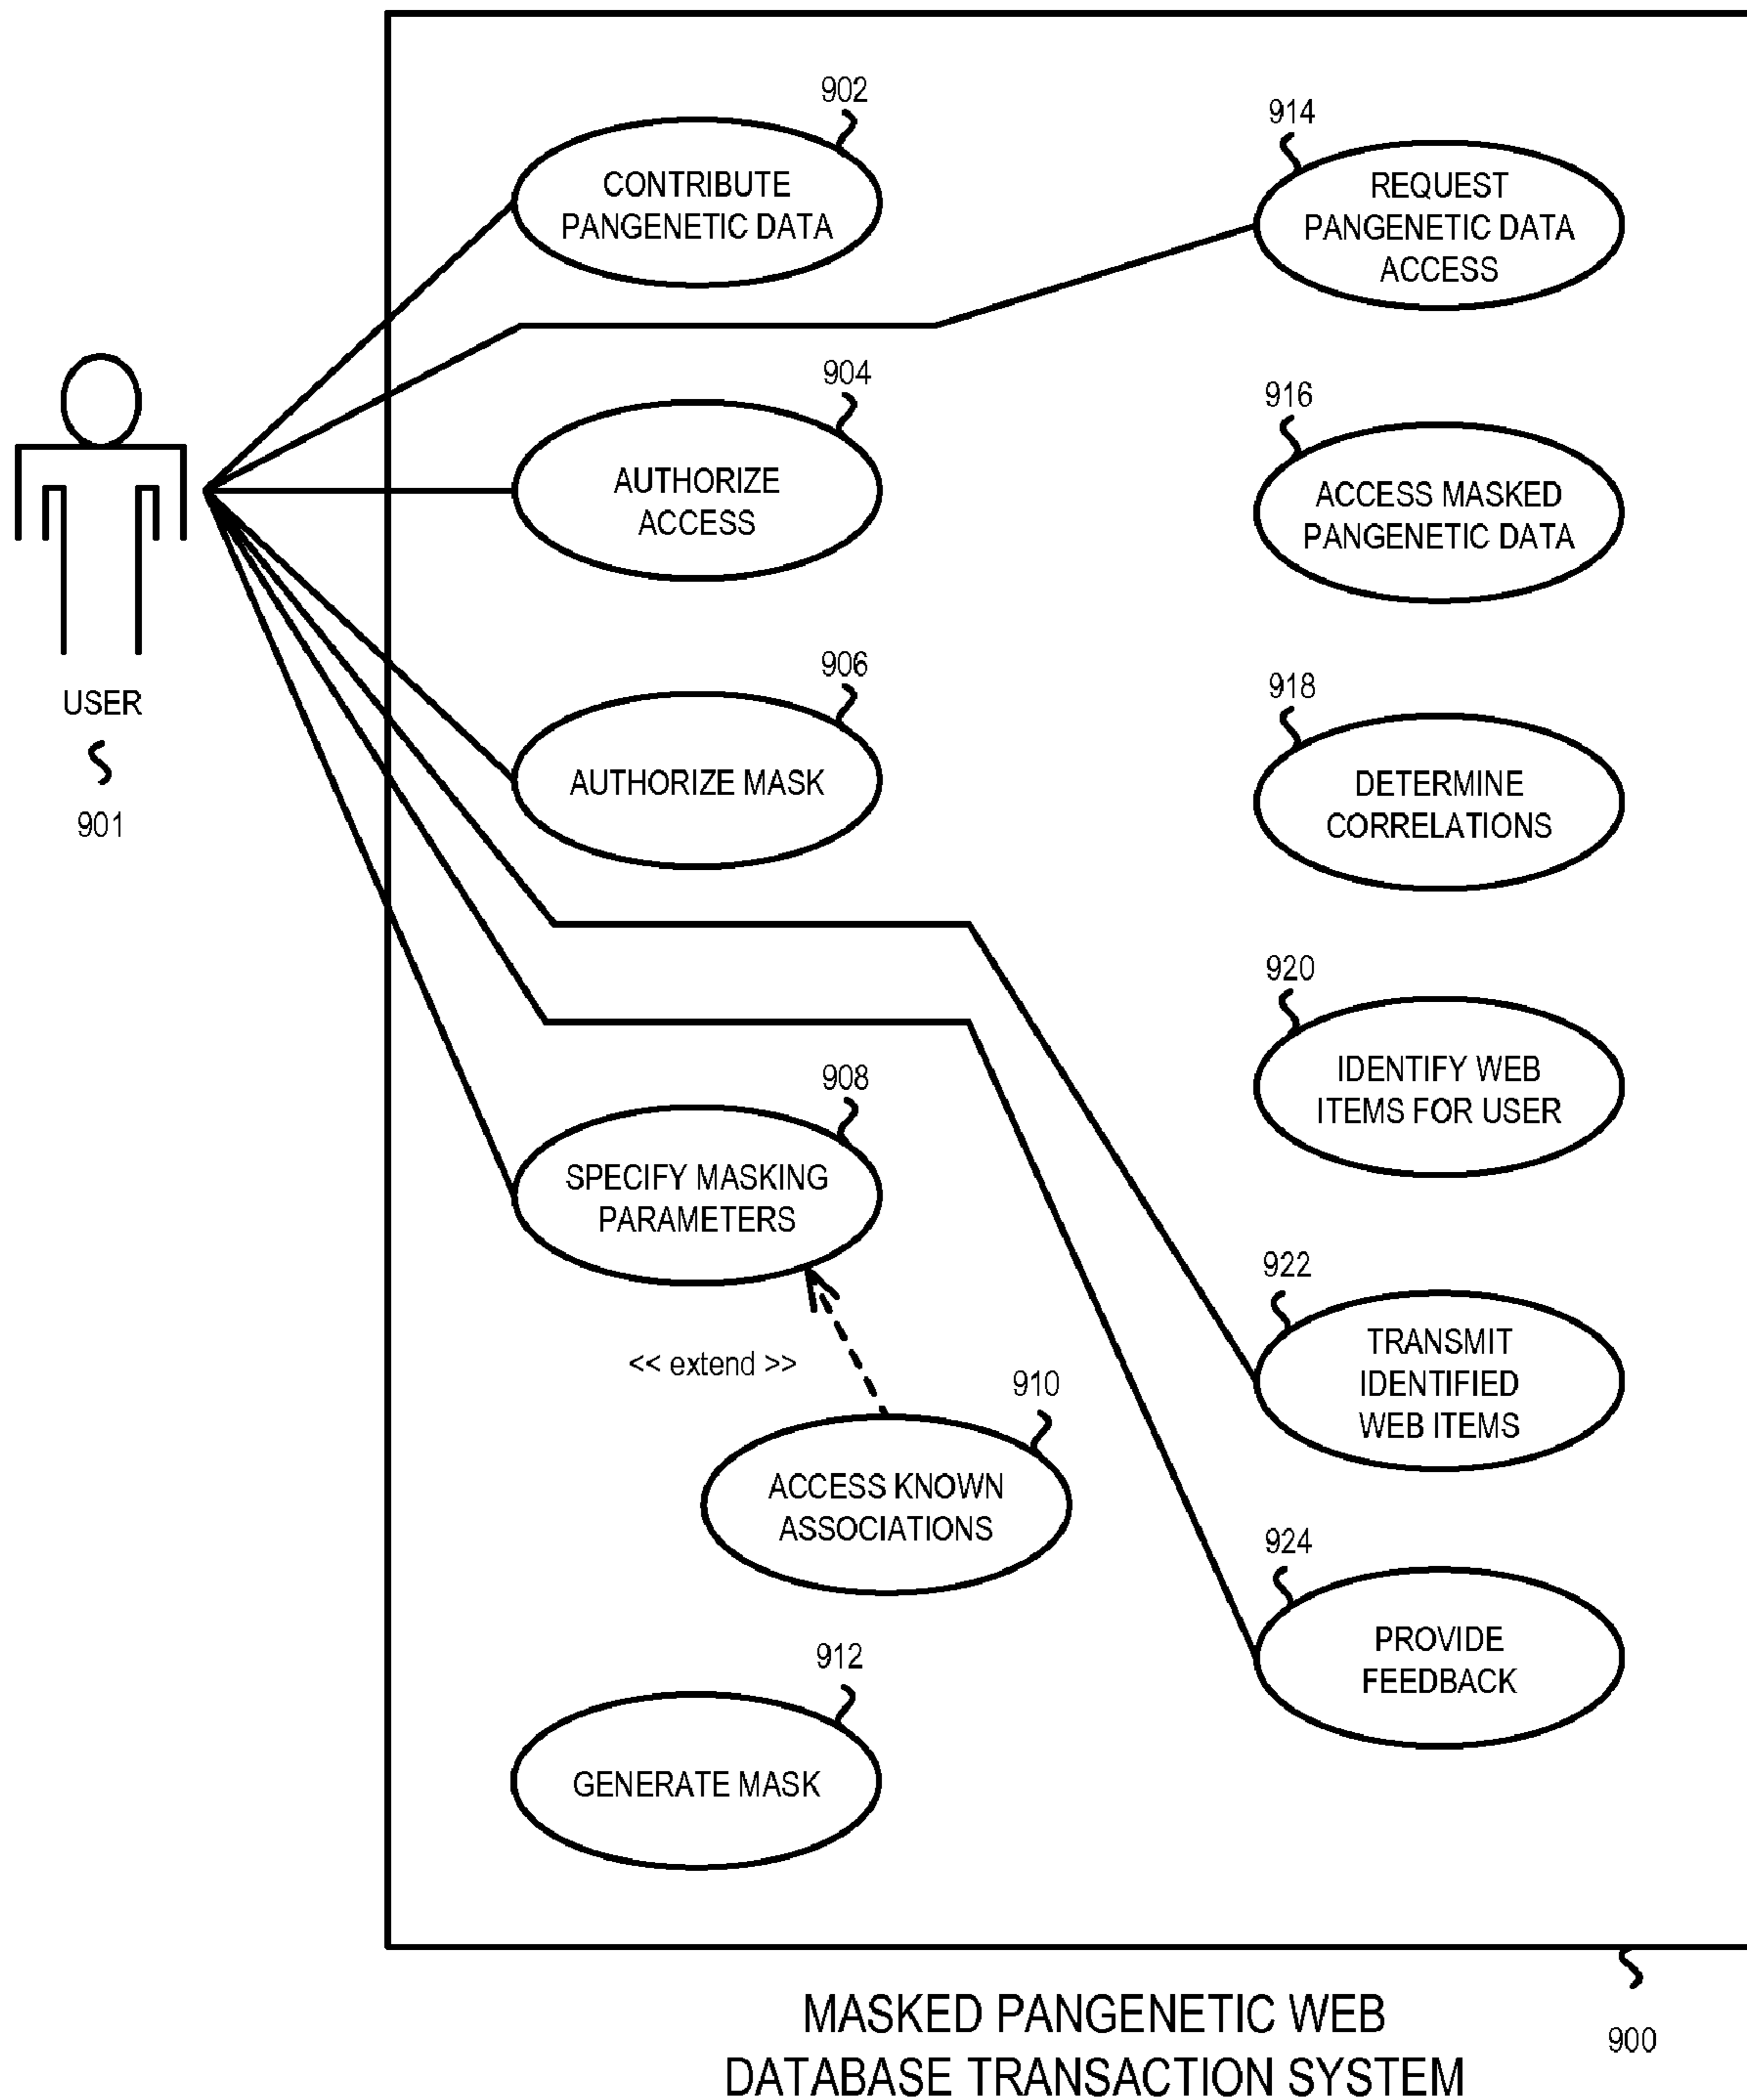 902
CONTRIBUTE
PANGENETIC DATA
914
REQUEST
PANGENETIC DATA
ACCESS
904
AUTHORIZE
ACCESS
916
ACCESS MASKED
PANGENETIC DATA
USER
901
906
AUTHORIZE MASK
918
DETERMINE
CORRELATIONS
920
IDENTIFY WEB
ITEMS FOR USER
908
SPECIFY MASKING
PARAMETERS
<< extend >>
910
ACCESS KNOWN
ASSOCIATIONS
922
TRANSMIT
IDENTIFIED
WEB ITEMS
924
PROVIDE
FEEDBACK
912
GENERATE MASK
MASKED PANGENETIC WEB
DATABASE TRANSACTION SYSTEM
900